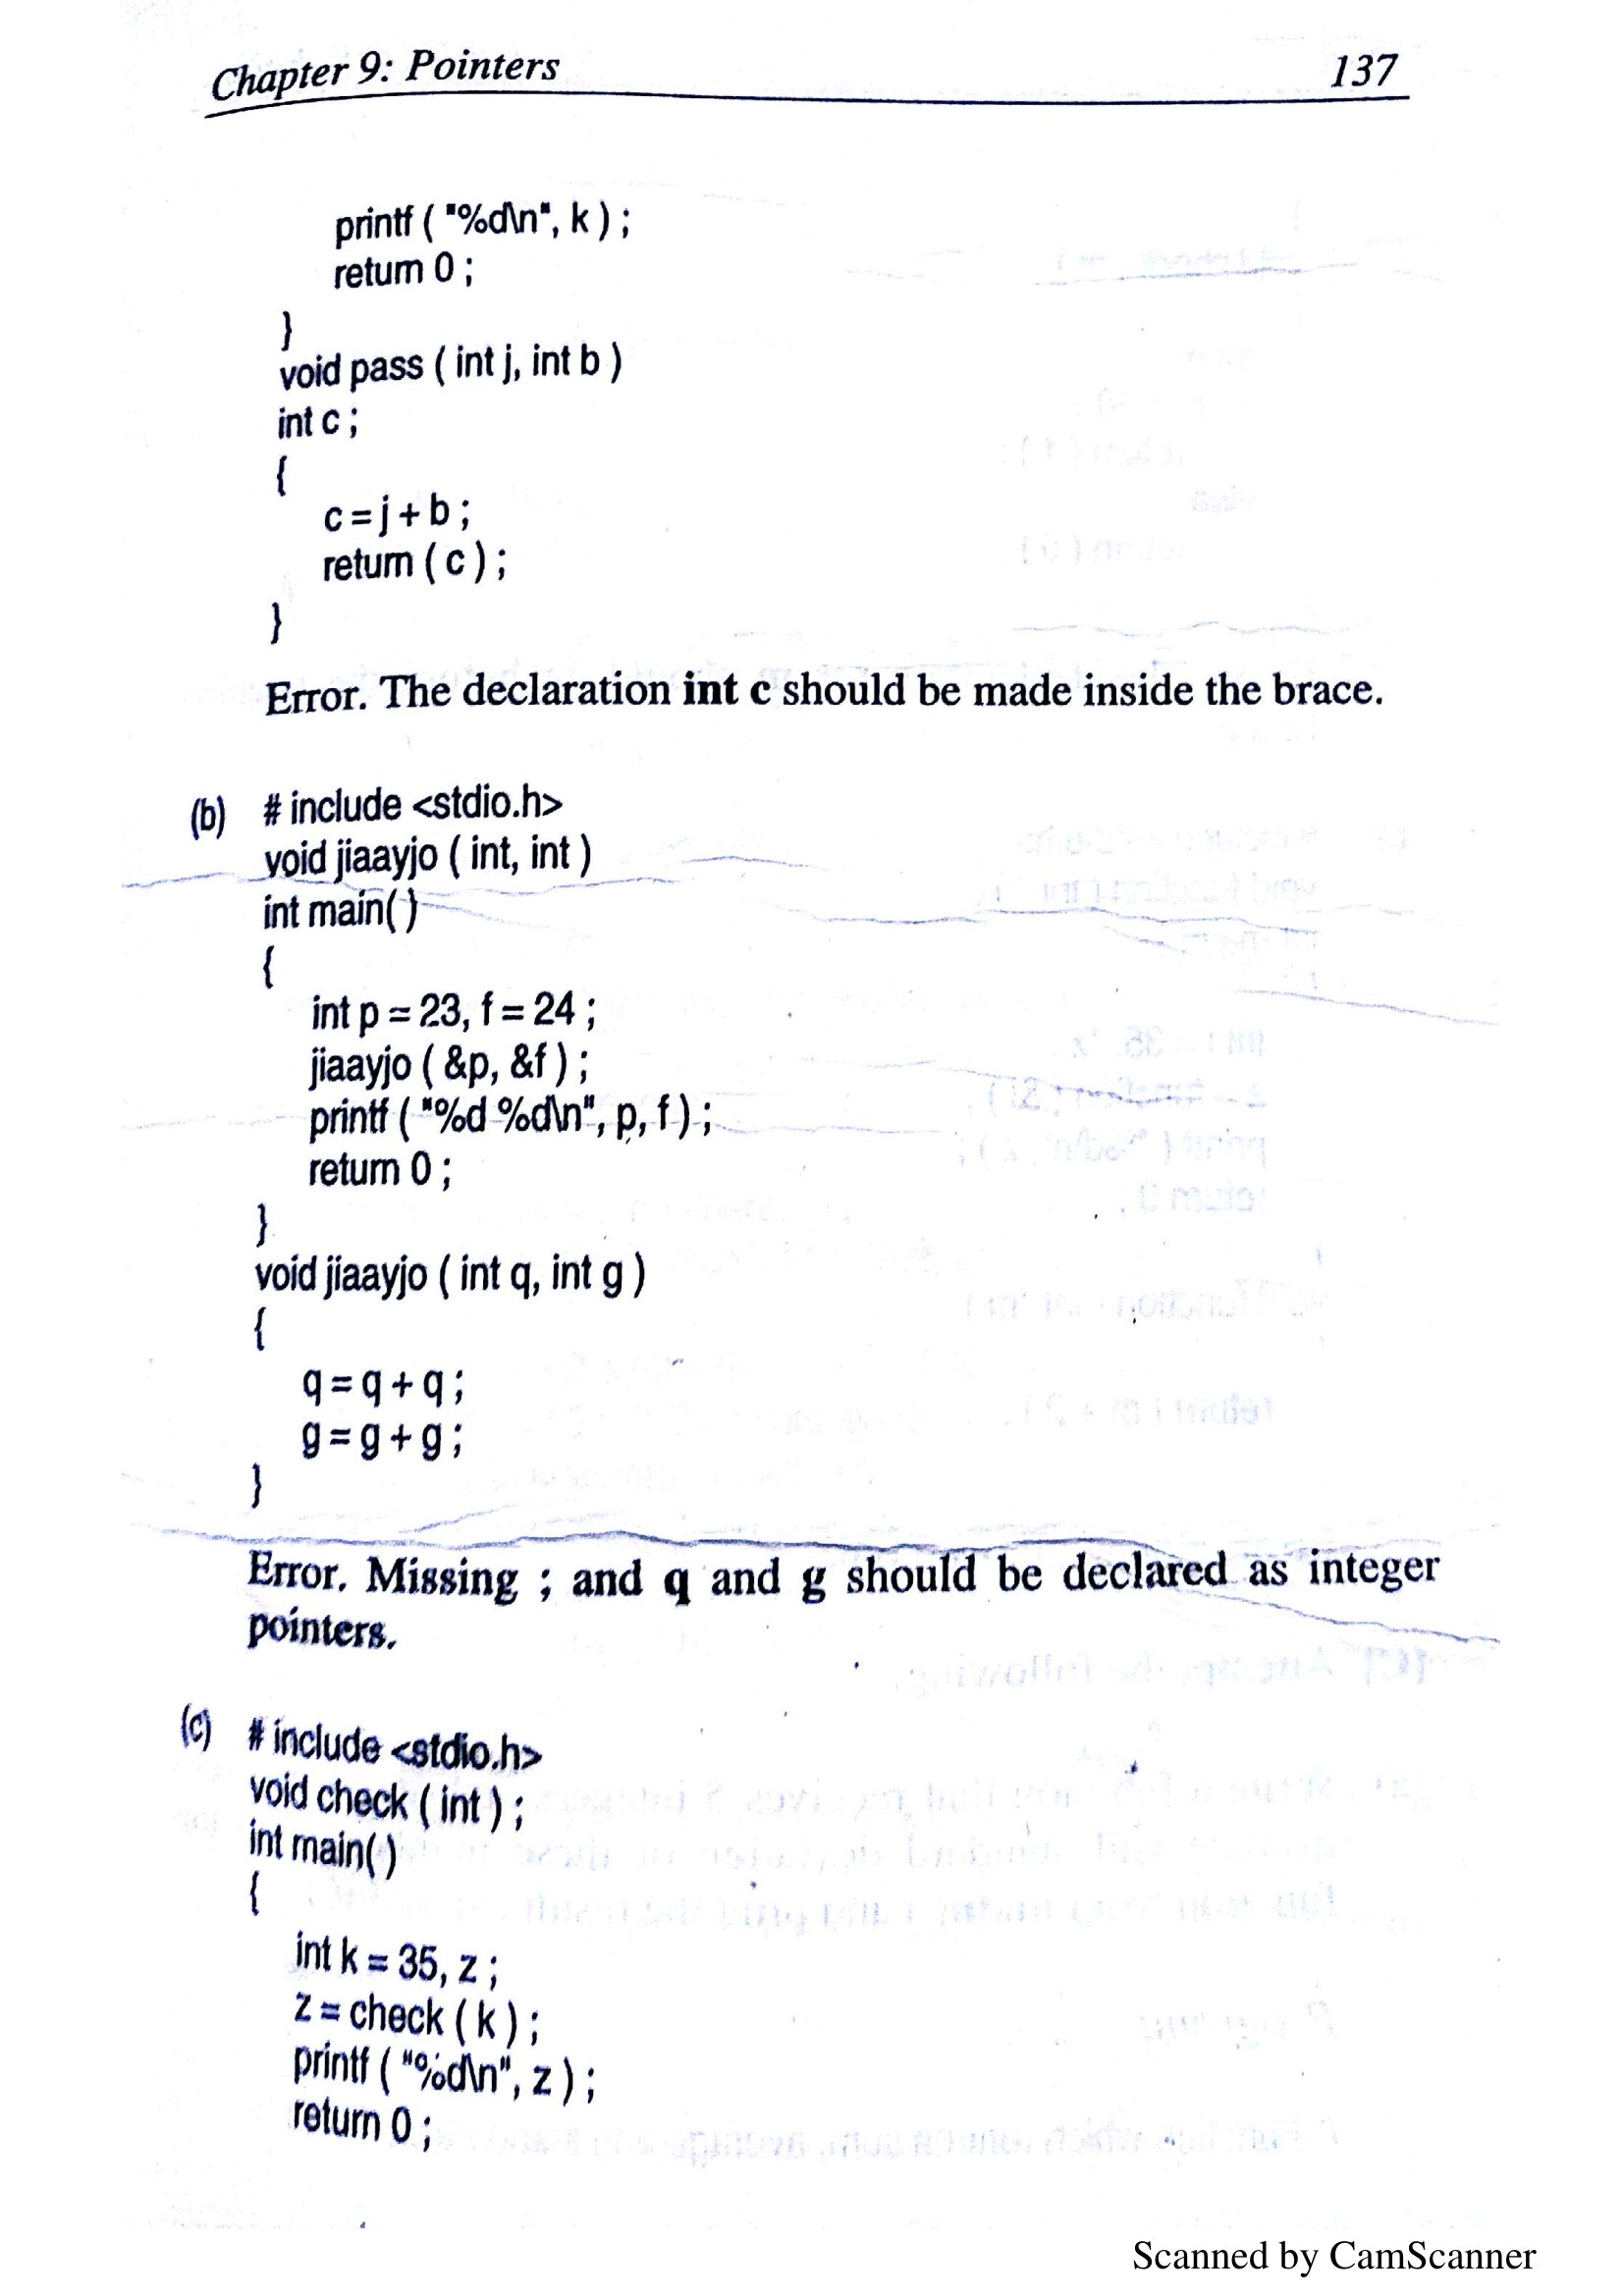 Chapter 9: Pointers 137
printf ( "%d\n", k ) ;
return 0 ;
}
void pass ( int j, int b )
int c ;
{
c = j + b ;
return ( c ) ;
}
Error. The declaration int c should be made inside the brace.
(b) # include <stdio.h>
void jiaayjo ( int, int )
int main( )
{
int p = 23, f = 24 ;
jiaayjo ( &p, &f ) ;
printf ( "%d %d\n", p, f ) ;
return 0 ;
}
void jiaayjo ( int q, int g )
{
q = q + q ;
g = g + g ;
}
Error. Missing ; and q and g should be declared as integer
pointers.
(c) # include <stdio.h>
void check ( int ) ;
int main( )
{
int k = 35, z ;
z = check ( k ) ;
printf ( "%d\n", z ) ;
return 0 ;
Scanned by CamScanner